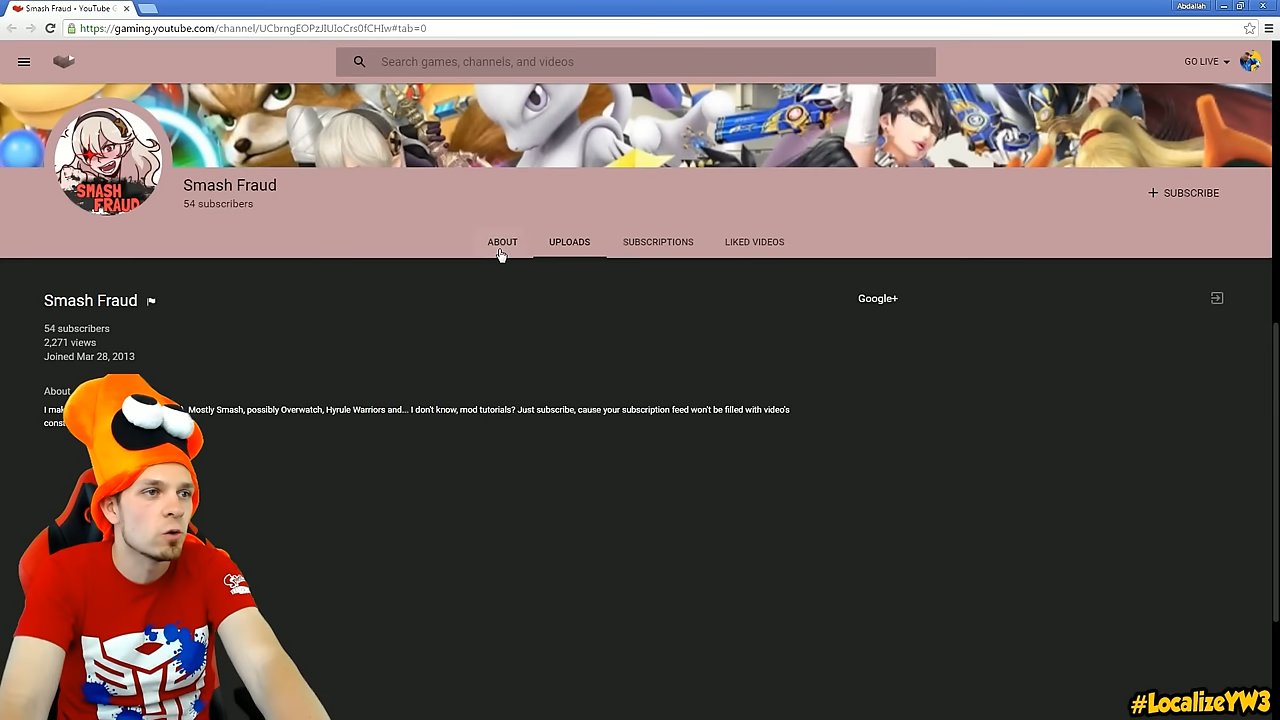 Smash Fraud • YouTube G
Abdallah
https://gaming.youtube.com/channel/UCbrngEOPzJIUIoCrs0fCHIw#tab=0
Search games, channels, and videos
GO LIVE
SMASH
FRAUD
Smash Fraud
54 subscribers
+ SUBSCRIBE
ABOUT UPLOADS SUBSCRIPTIONS LIKED VIDEOS
Smash Fraud
Google+
54 subscribers
2,271 views
Joined Mar 28, 2013
About
I Mostly Smash, possibly Overwatch, Hyrule Warriors and... I don't know, mod tutorials? Just subscribe, cause your subscription feed won't be filled with video's
#LocalizeYW3